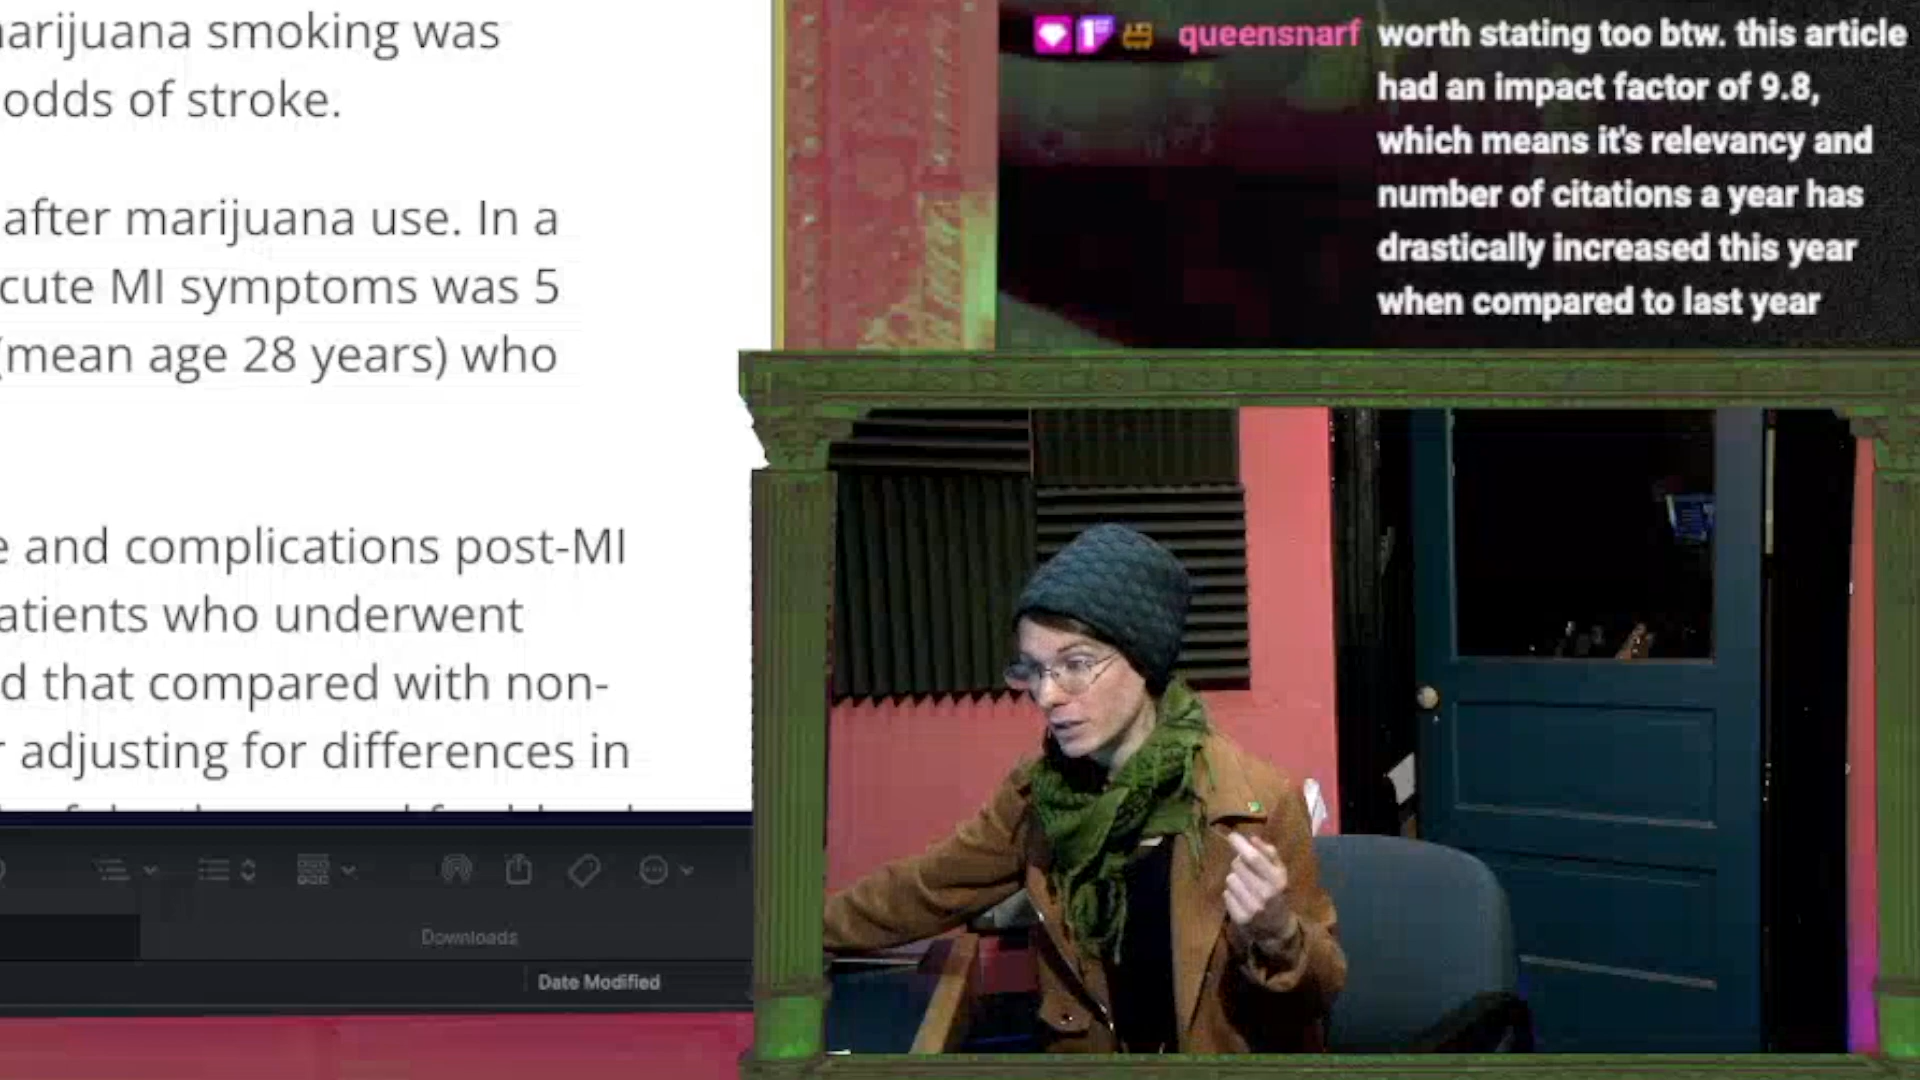 marijuana smoking was
odds of stroke.
after marijuana use. In a
cute MI symptoms was 5
(mean age 28 years) who
e and complications post-MI
atients who underwent
d that compared with non-
r adjusting for differences in
Downloads
Date Modified
queensnarf worth stating too btw. this article
had an impact factor of 9.8,
which means it's relevancy and
number of citations a year has
drastically increased this year
when compared to last year